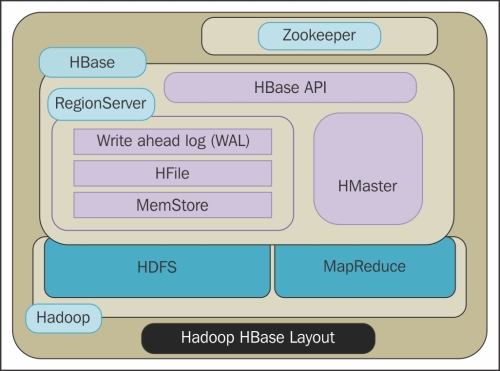 Zookeeper
HBase
HBase API
RegionServer
Write ahead log (WAL)
HFile
MemStore
HMaster
HDFS
MapReduce
Hadoop
Hadoop HBase Layout